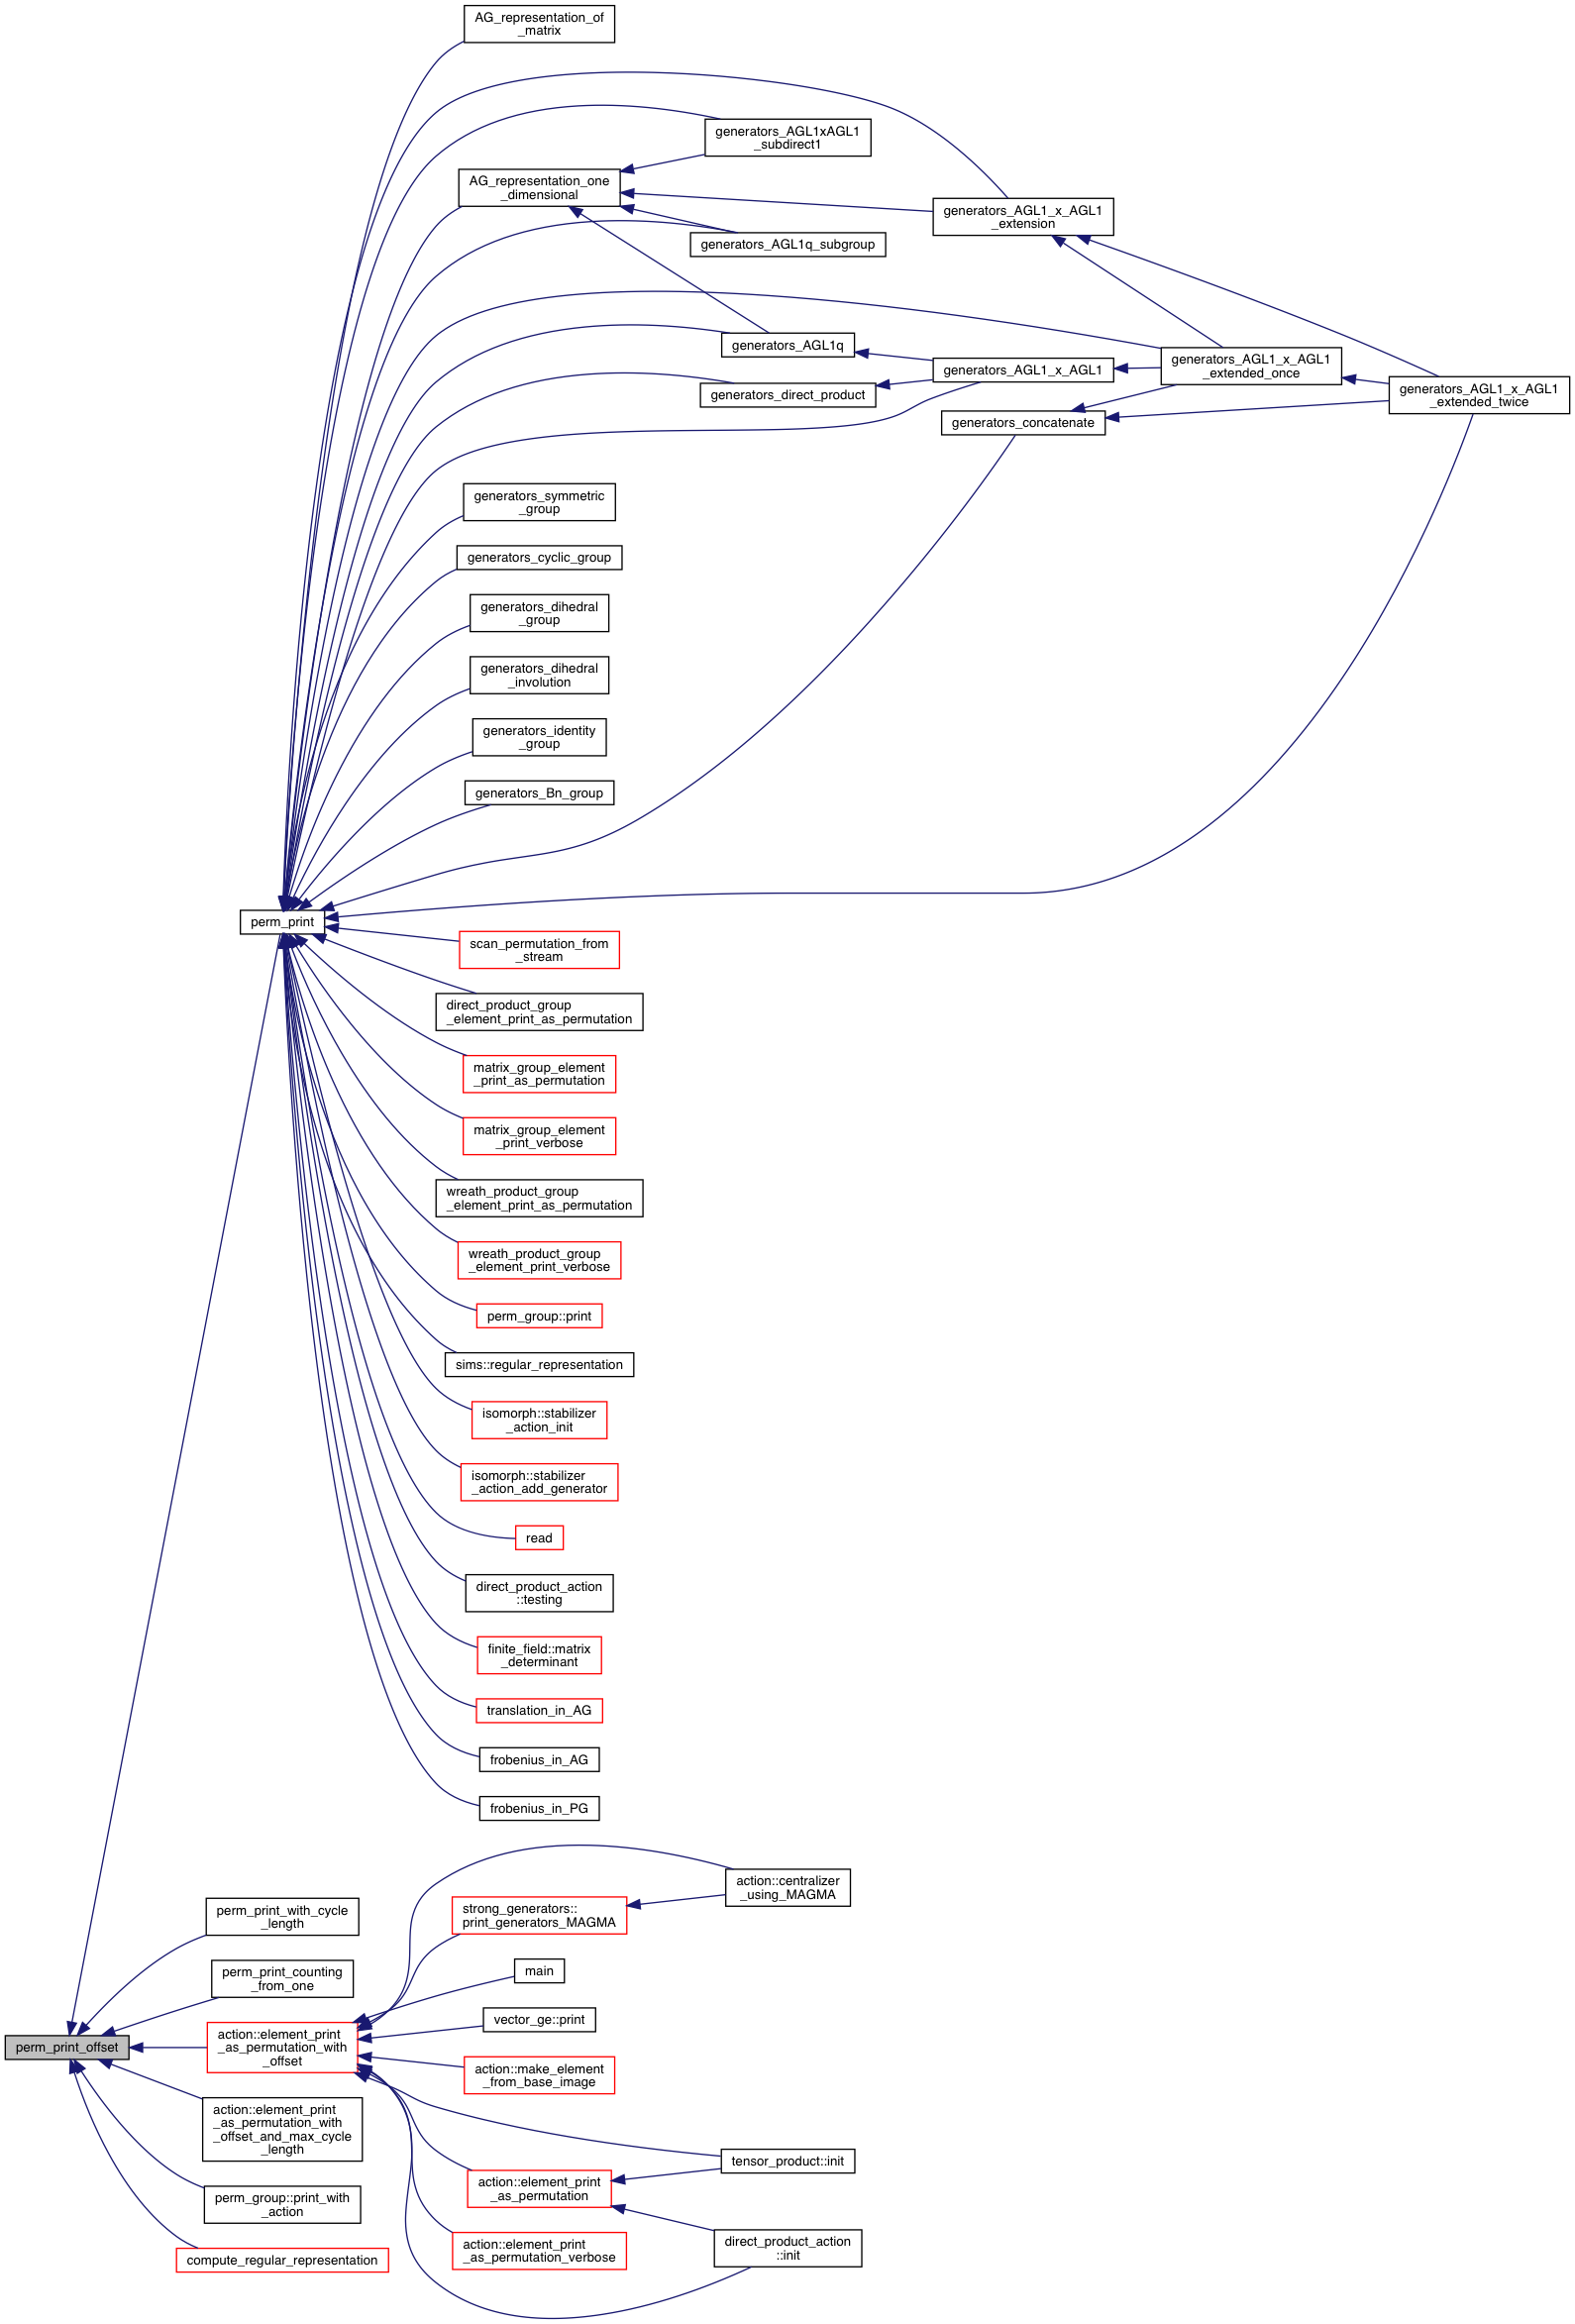 AG_representation_of
_matrix
generators_AGL1xAGL1
_subdirect1
AG_representation_one
_dimensional
generators_AGL1_x_AGL1
_extension
generators_AGL1q_subgroup
generators_AGL1q
generators_AGL1_x_AGL1
generators_AGL1_x_AGL1
_extended_once
generators_AGL1_x_AGL1
_extended_twice
generators_direct_product
generators_concatenate
generators_symmetric
_group
generators_cyclic_group
generators_dihedral
_group
generators_dihedral
_involution
generators_identity
_group
generators_Bn_group
perm_print
scan_permutation_from
_stream
direct_product_group
_element_print_as_permutation
matrix_group_element
_print_as_permutation
matrix_group_element
_print_verbose
wreath_product_group
_element_print_as_permutation
wreath_product_group
_element_print_verbose
perm_group::print
sims::regular_representation
isomorph::stabilizer
_action_init
isomorph::stabilizer
_action_add_generator
read
direct_product_action
::testing
finite_field::matrix
_determinant
translation_in_AG
frobenius_in_AG
frobenius_in_PG
action::centralizer
_using_MAGMA
perm_print_with_cycle
_length
strong_generators::
print_generators_MAGMA
perm_print_counting
_from_one
main
perm_print_offset
action::element_print
_as_permutation_with
_offset
vector_ge::print
action::make_element
_from_base_image
action::element_print
_as_permutation_with
_offset_and_max_cycle
_length
tensor_product::init
action::element_print
_as_permutation
perm_group::print_with
_action
action::element_print
_as_permutation_verbose
direct_product_action
::init
compute_regular_representation